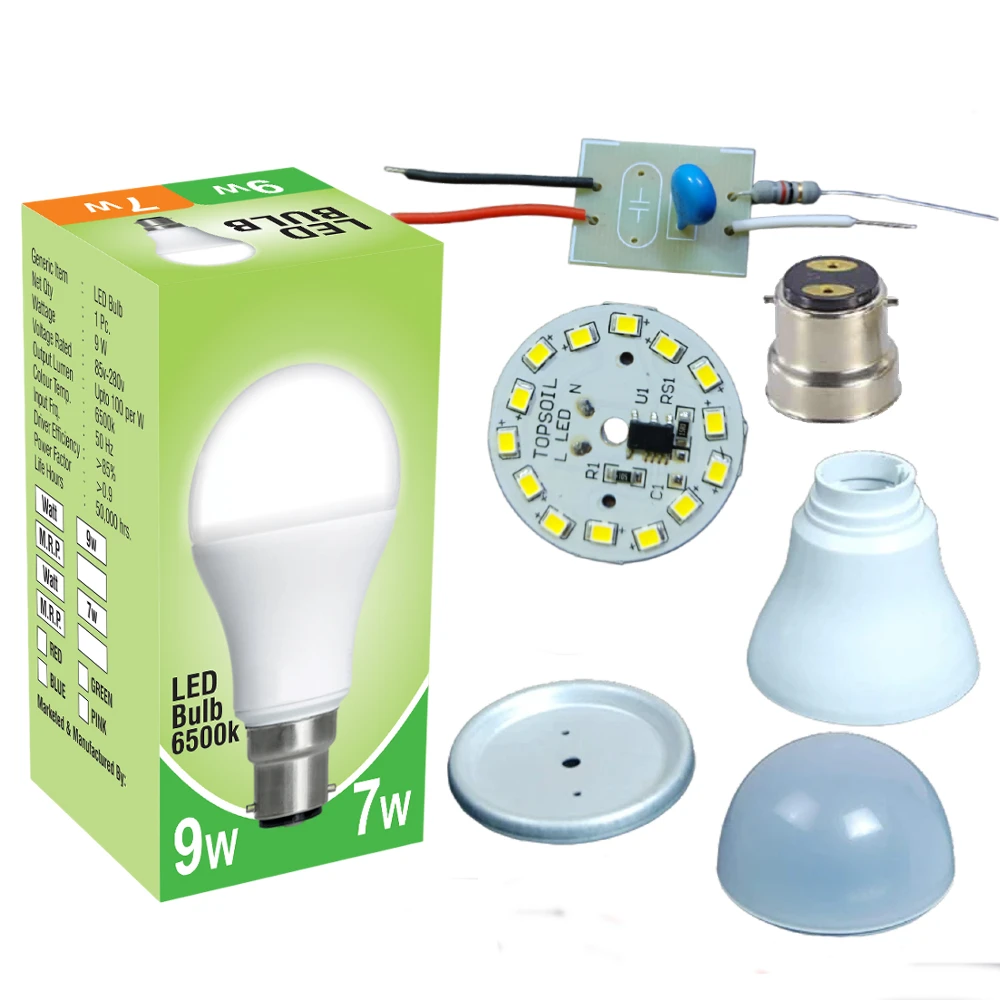 9W
7W
LED
BULB
Generic Item : LED Bulb
Net Qty : 1 Pc.
Wattage : 9 W
Voltage Rated : 85v-280v
Output Lumen : Upto 100 per W
Colour Temp. : 6500k
Input Frq. : 50 Hz
Driver Efficiency : >85%
Power Factor : >0.9
Life Hours : 50,000 hrs.
Watt 9w
M.R.P.
Watt 7w
M.R.P.
RED GREEN
BLUE PINK
Marketed & Manufactured By:
LED
Bulb
6500k
9W
7W
TOPSOIL
L LED N
U1
RS1
R1
C1